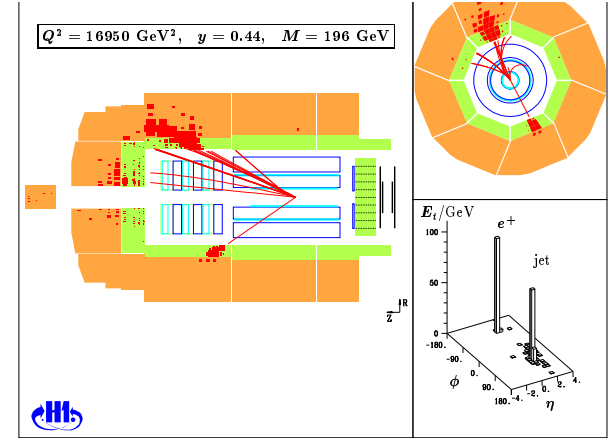 Q² = 16950 GeV², y = 0.44, M = 196 GeV
E_t/GeV
e⁺
jet
100
50
0
-180.
-90.
0.
90.
180.
-4.
-2.
0.
2.
4.
φ
η
R
Z
H1